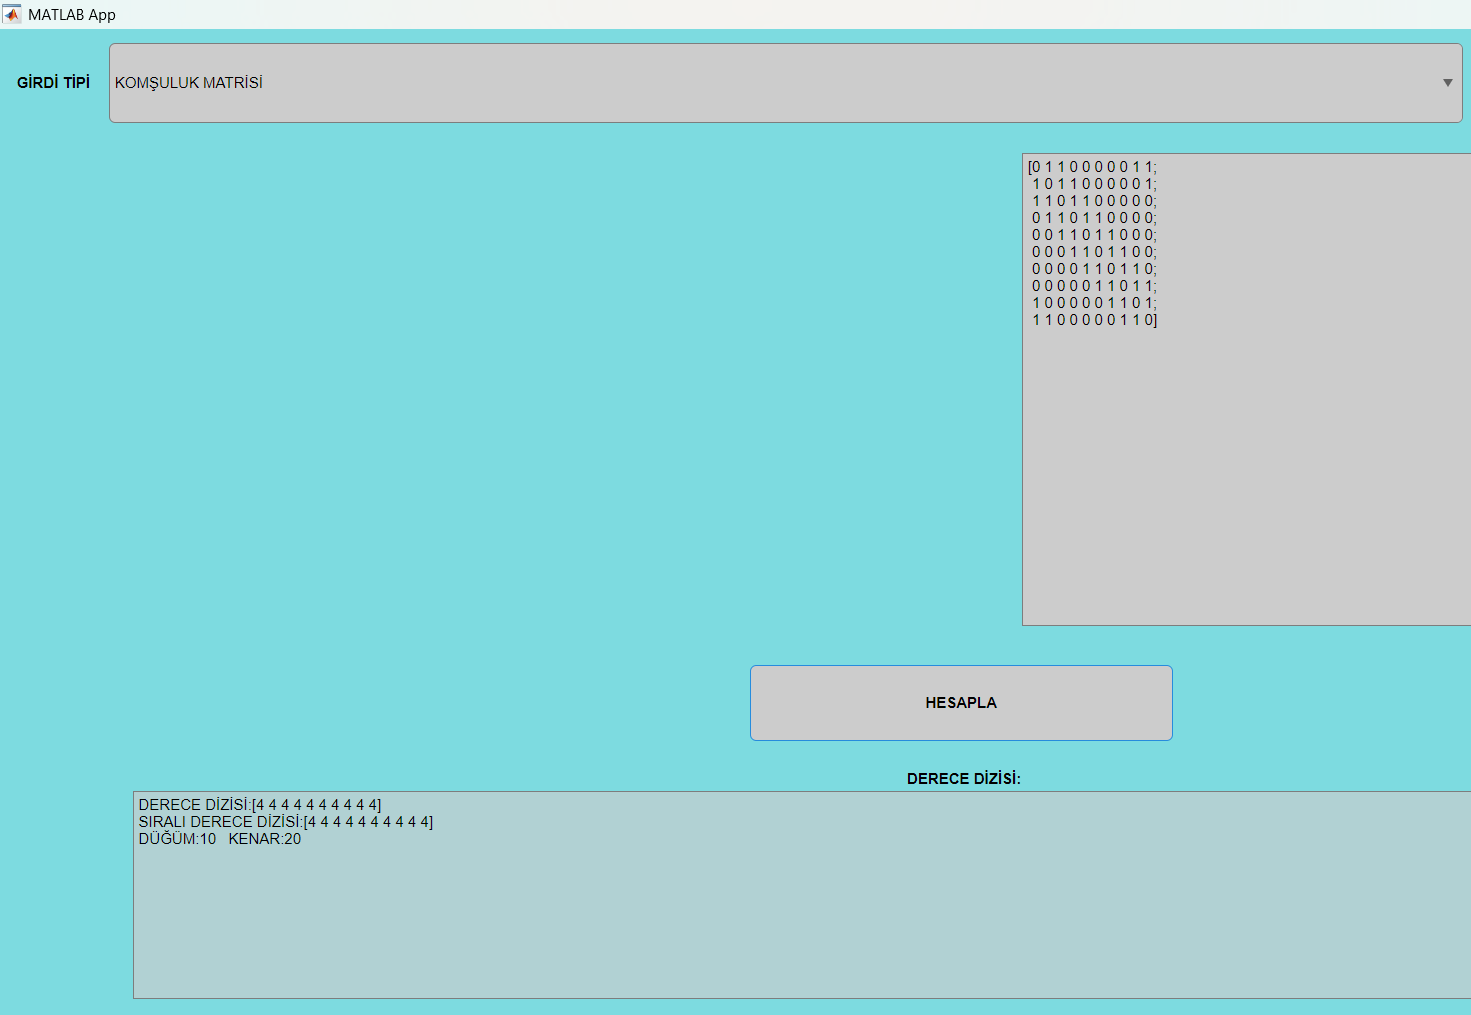 MATLAB App
GİRDİ TİPİ
KOMŞULUK MATRİSİ
[0 1 1 0 0 0 0 0 1 1;
1 0 1 1 0 0 0 0 0 1;
1 1 0 1 1 0 0 0 0 0;
0 1 1 0 1 1 0 0 0 0;
0 0 1 1 0 1 1 0 0 0;
0 0 0 1 1 0 1 1 0 0;
0 0 0 0 1 1 0 1 1 0;
0 0 0 0 0 1 1 0 1 1;
1 0 0 0 0 0 1 1 0 1;
1 1 0 0 0 0 0 1 1 0]
HESAPLA
DERECE DİZİSİ:
DERECE DİZİSİ:[4 4 4 4 4 4 4 4 4 4]
SIRALI DERECE DİZİSİ:[4 4 4 4 4 4 4 4 4 4]
DÜĞÜM:10 KENAR:20